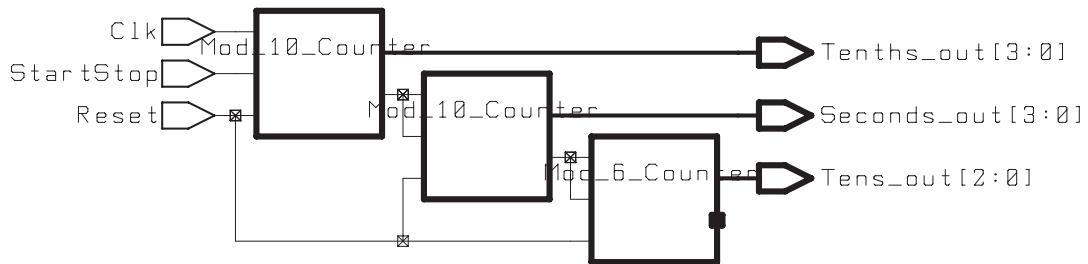 Clk
Mod_10_Counter
Tenths_out[3:0]
StartStop
Reset
Mod_10_Counter
Seconds_out[3:0]
Mod_6_Counter
Tens_out[2:0]